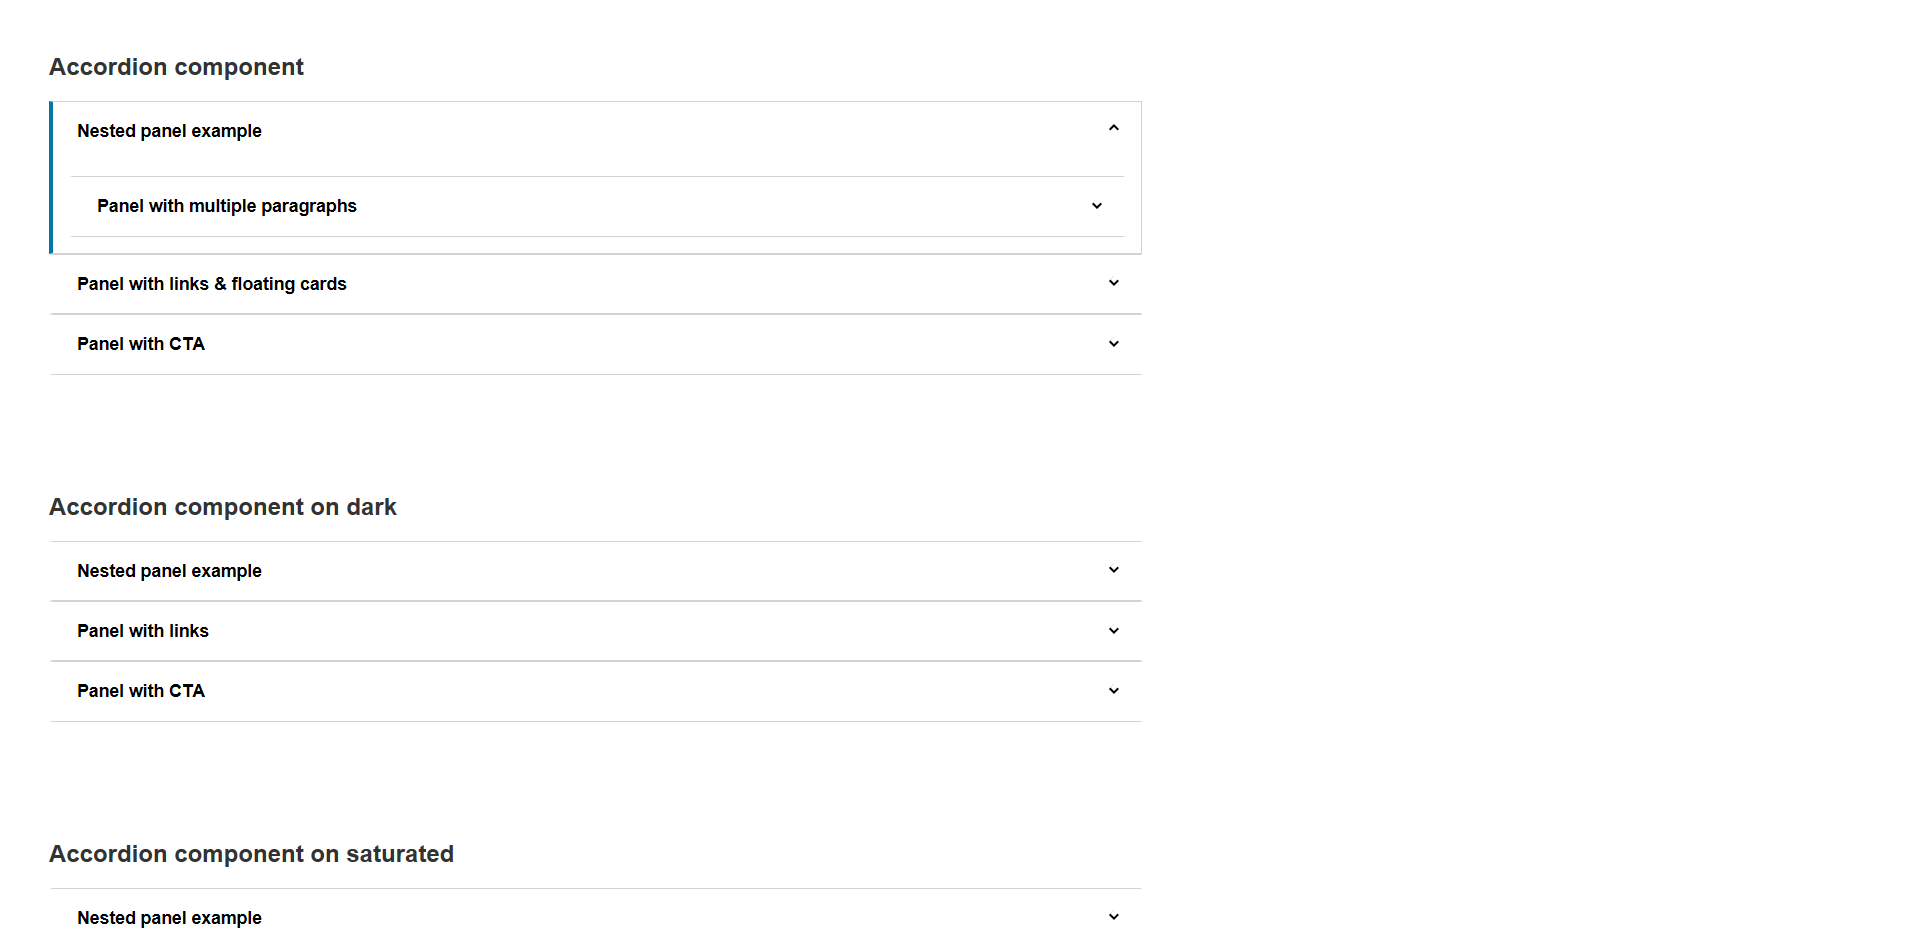 Accordion component
Nested panel example
Panel with multiple paragraphs
Panel with links & floating cards
Panel with CTA
Accordion component on dark
Nested panel example
Panel with links
Panel with CTA
Accordion component on saturated
Nested panel example